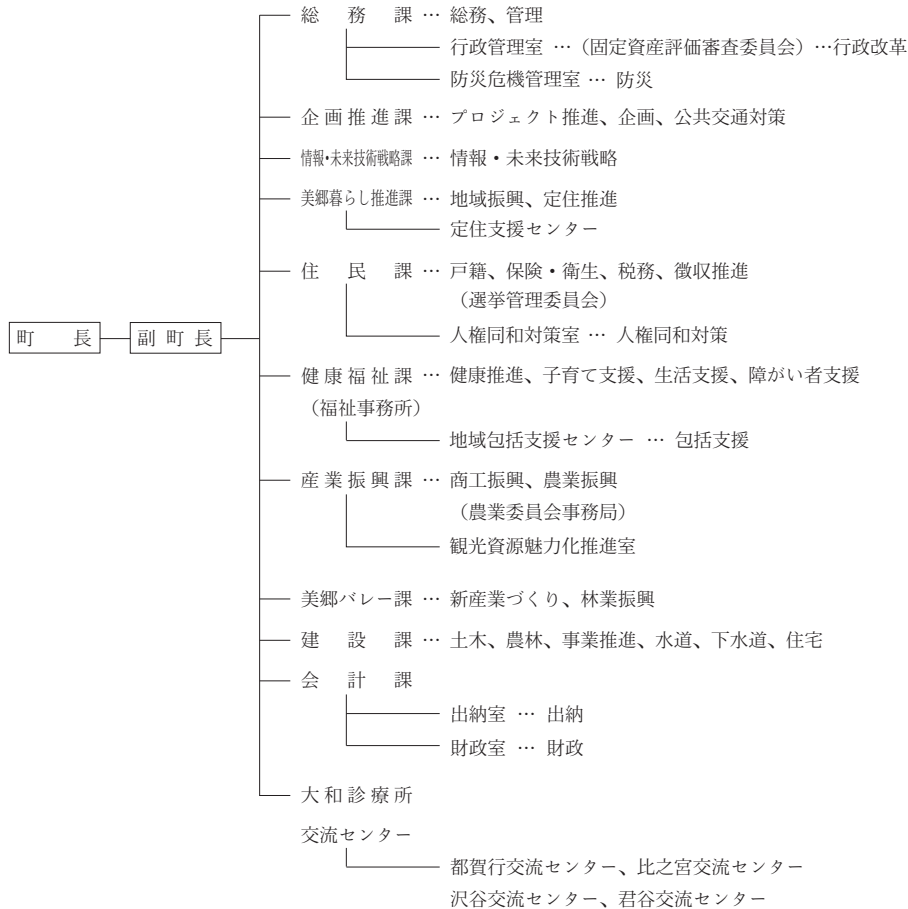 総務課 … 総務、管理
行政管理室 …（固定資産評価審査委員会）…行政改革
防災危機管理室 … 防災
企画推進課 … プロジェクト推進、企画、公共交通対策
情報・未来技術戦略課 … 情報・未来技術戦略
美郷暮らし推進課 … 地域振興、定住推進
定住支援センター
住民課 … 戸籍、保険・衛生、税務、徴収推進
（選挙管理委員会）
人権同和対策室 … 人権同和対策
町長 副町長
健康福祉課 … 健康推進、子育て支援、生活支援、障がい者支援
（福祉事務所）
地域包括支援センター … 包括支援
産業振興課 … 商工振興、農業振興
（農業委員会事務局）
観光資源魅力化推進室
美郷バレー課 … 新産業づくり、林業振興
建設課 … 土木、農林、事業推進、水道、下水道、住宅
会計課
出納室 … 出納
財政室 … 財政
大和診療所
交流センター
都賀行交流センター、比之宮交流センター
沢谷交流センター、君谷交流センター